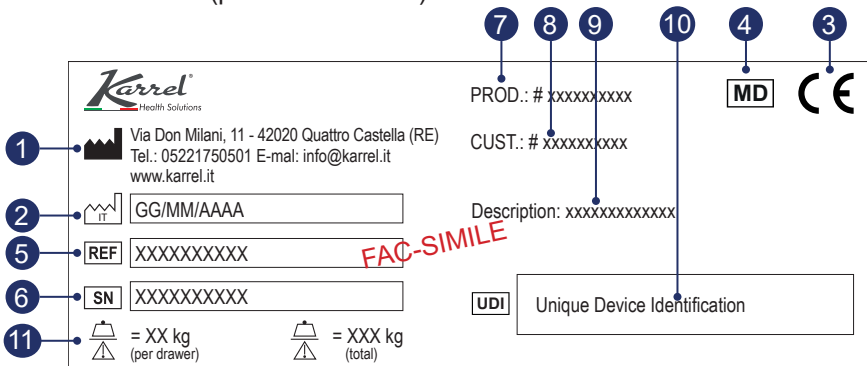 7 8 9 10 4 3
Karrel®
Health Solutions
PROD.: # xxxxxxxxxx
MD
CE
1
Via Don Milani, 11 - 42020 Quattro Castella (RE)
Tel.: 05221750501 E-mal: info@karrel.it
www.karrel.it
CUST.: # xxxxxxxxxx
2
IT
GG/MM/AAAA
Description: xxxxxxxxxxxxx
FAC-SIMILE
5
REF
XXXXXXXXXX
6
SN
XXXXXXXXXX
UDI
Unique Device Identification
11
= XX kg
(per drawer)
= XXX kg
(total)